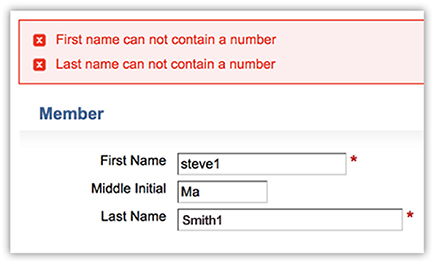 First name can not contain a number
Last name can not contain a number
Member
First Name steve1 *
Middle Initial Ma
Last Name Smith1 *